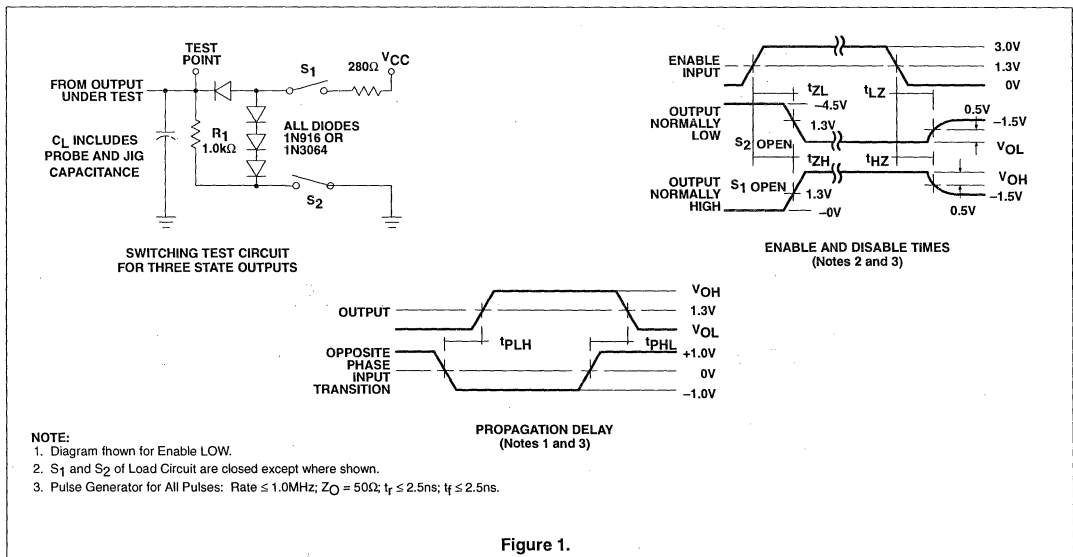 TEST
POINT
FROM OUTPUT
UNDER TEST
S1
280Ω
VCC
CL INCLUDES
PROBE AND JIG
CAPACITANCE
R1
1.0kΩ
ALL DIODES
1N916 OR
1N3064
S2
SWITCHING TEST CIRCUIT
FOR THREE STATE OUTPUTS
ENABLE
INPUT
3.0V
1.3V
0V
tZL
tLZ
OUTPUT
NORMALLY
LOW
–4.5V
1.3V
0.5V
–1.5V
VOL
S2 OPEN
tZH
tHZ
OUTPUT
NORMALLY
HIGH
S1 OPEN
1.3V
–0V
VOH
–1.5V
0.5V
ENABLE AND DISABLE TIMES
(Notes 2 and 3)
OUTPUT
VOH
1.3V
VOL
tPLH
tPHL
OPPOSITE
PHASE
INPUT
TRANSITION
+1.0V
0V
–1.0V
PROPAGATION DELAY
(Notes 1 and 3)
NOTE:
1. Diagram fhown for Enable LOW.
2. S1 and S2 of Load Circuit are closed except where shown.
3. Pulse Generator for All Pulses: Rate ≤ 1.0MHz; ZO = 50Ω; tr ≤ 2.5ns; tf ≤ 2.5ns.
Figure 1.